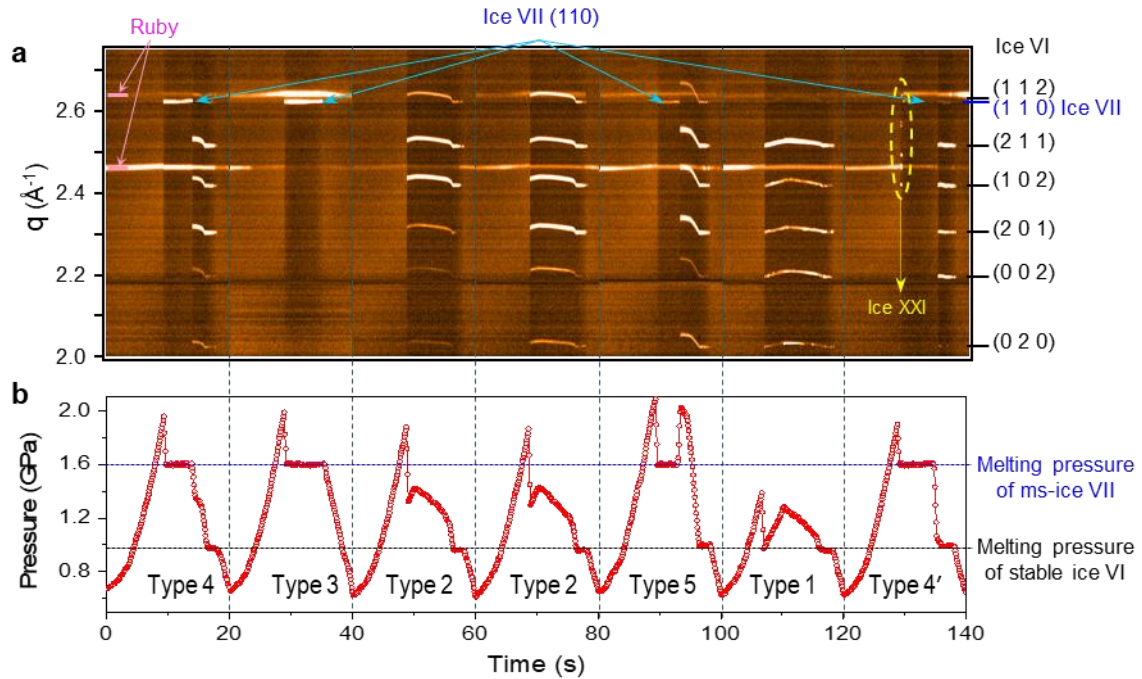 Ruby
Ice VII (110)
a
Ice VI
(1 1 2)
(1 1 0) Ice VII
(2 1 1)
(1 0 2)
(2 0 1)
(0 0 2)
(0 2 0)
q (Å⁻¹)
2.6
2.4
2.2
2.0
Ice XXI
b
Pressure (GPa)
2.0
1.6
1.2
0.8
Melting pressure
of ms-ice VII
Melting pressure
of stable ice VI
Type 4
Type 3
Type 2
Type 2
Type 5
Type 1
Type 4′
0
20
40
60
80
100
120
140
Time (s)